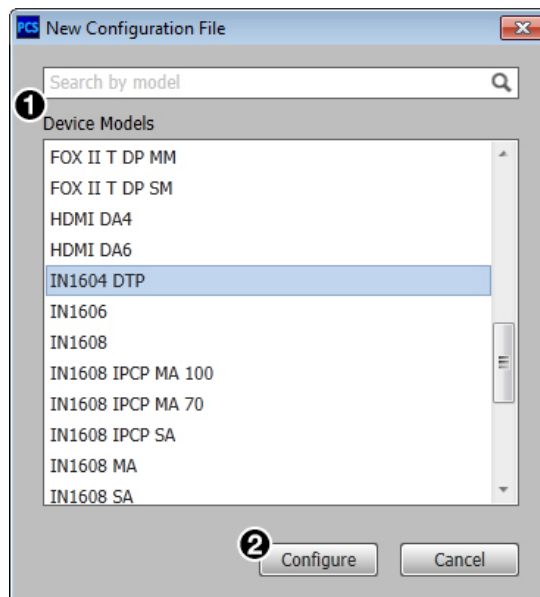 PCS New Configuration File
Search by model
1
Device Models
FOX II T DP MM
FOX II T DP SM
HDMI DA4
HDMI DA6
IN1604 DTP
IN1606
IN1608
IN1608 IPCP MA 100
IN1608 IPCP MA 70
IN1608 IPCP SA
IN1608 MA
IN1608 SA
2
Configure Cancel